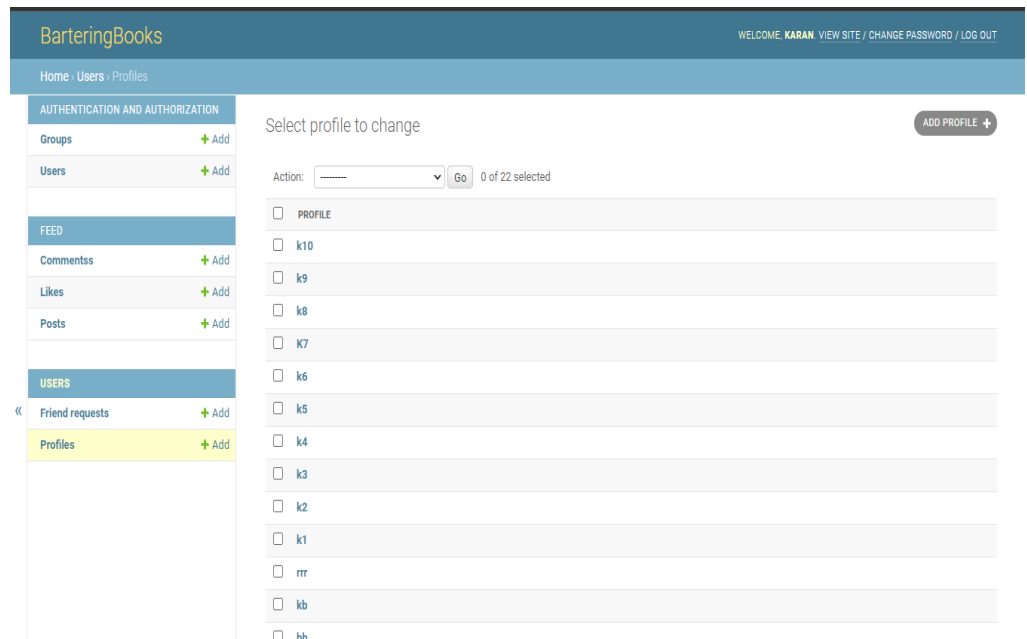 BarteringBooks
WELCOME, KARAN. VIEW SITE / CHANGE PASSWORD / LOG OUT
Home › Users › Profiles
AUTHENTICATION AND AUTHORIZATION
Groups + Add
Users + Add
FEED
Commentss + Add
Likes + Add
Posts + Add
USERS
«
Friend requests + Add
Profiles + Add
Select profile to change
ADD PROFILE +
Action: --------- Go 0 of 22 selected
PROFILE
k10
k9
k8
K7
k6
k5
k4
k3
k2
k1
rrr
kb